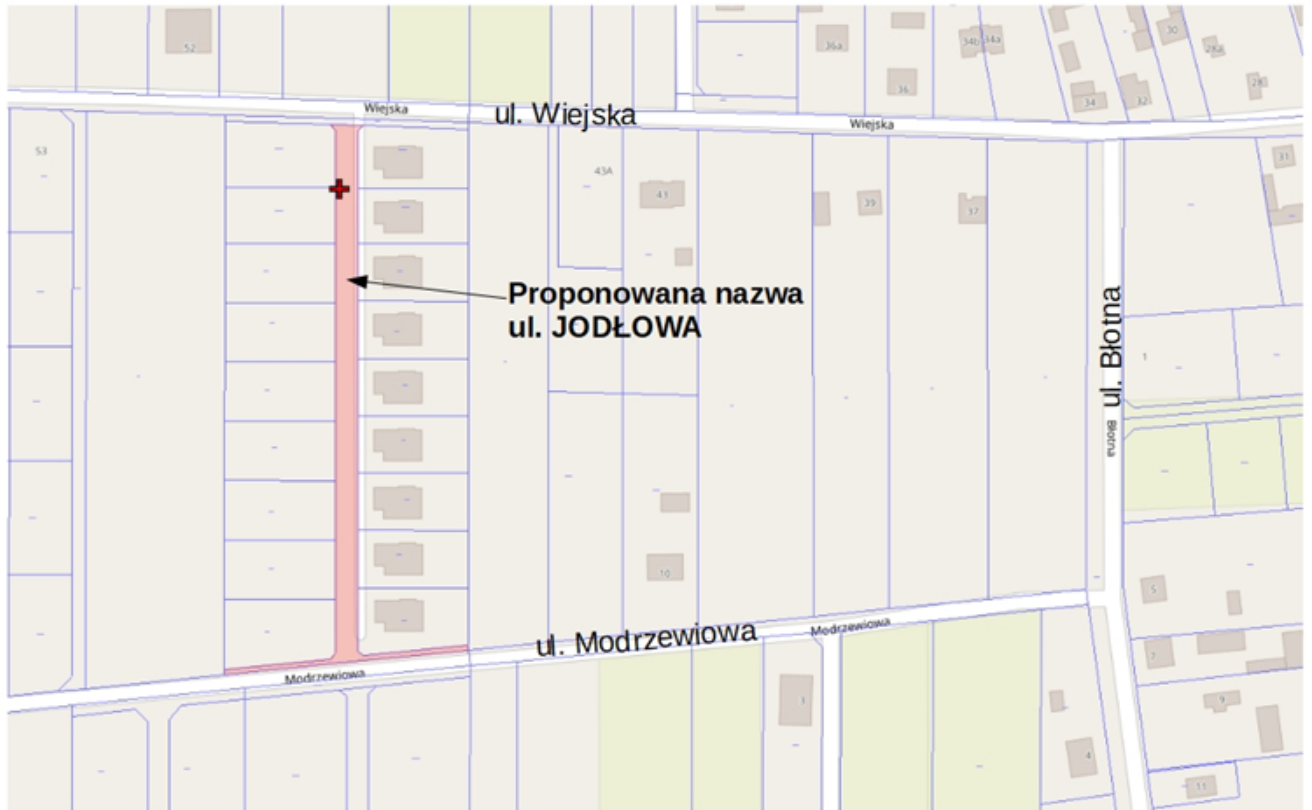 52
36a
34b
34a
30
28a
28
36
34
32
Wiejska
ul. Wiejska
Wiejska
53
43A
41
39
37
31
Proponowana nazwa
ul. JODŁOWA
ul. Błotna
Błotna
1
10
5
ul. Modrzewiowa
Modrzewiowa
7
Modrzewiowa
3
9
4
11